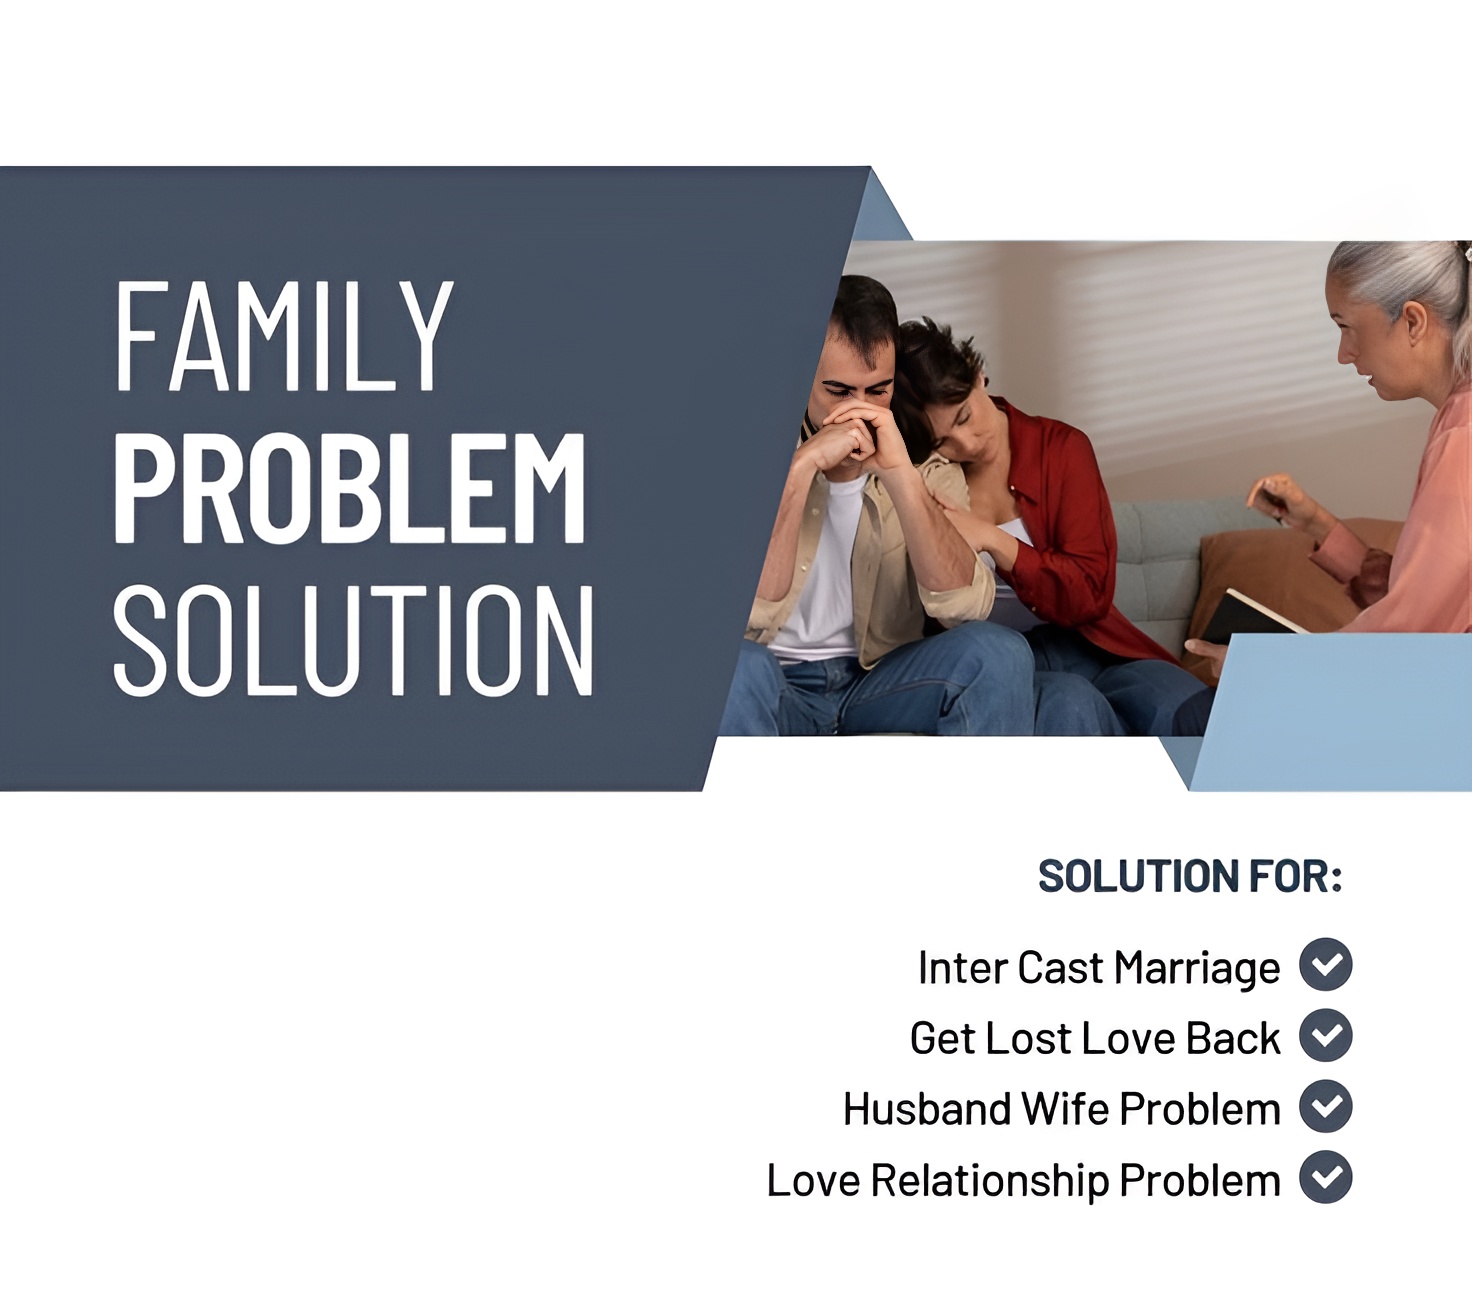 FAMILY
PROBLEM
SOLUTION
SOLUTION FOR:
Inter Cast Marriage
Get Lost Love Back
Husband Wife Problem
Love Relationship Problem